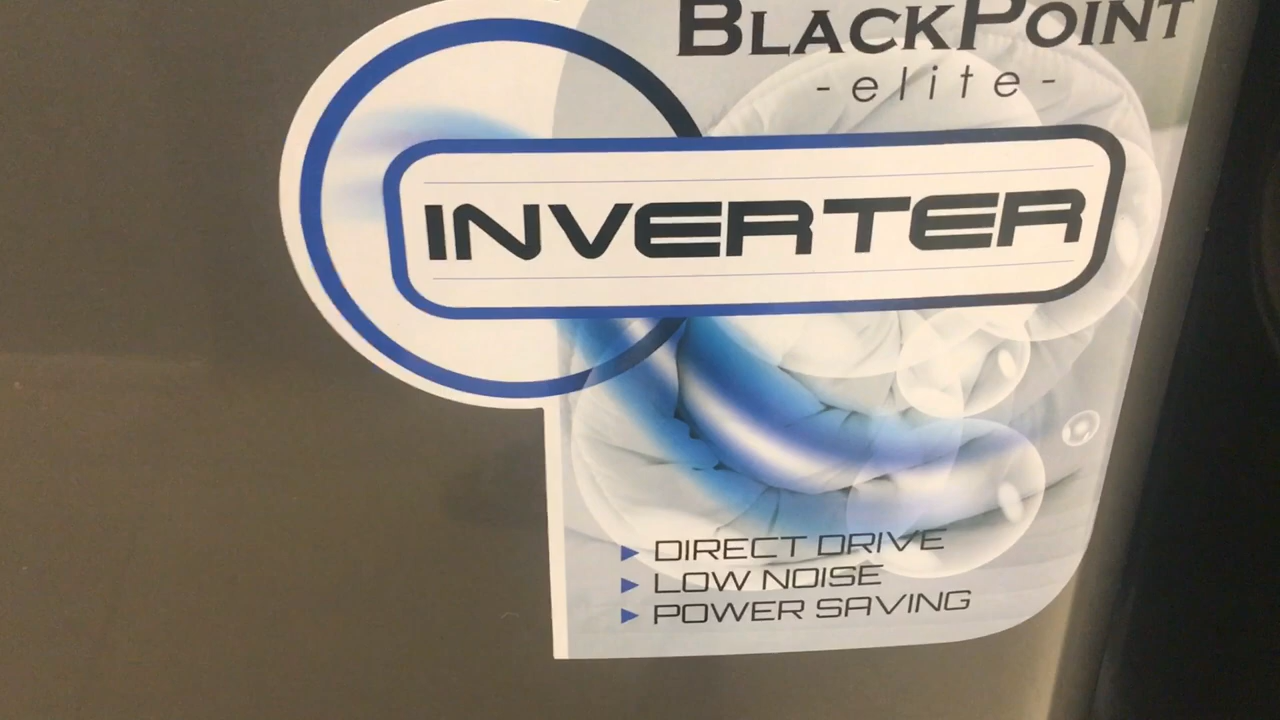 BLACKPOINT
-elite-
INVERTER
DIRECT DRIVE
LOW NOISE
POWER SAVING